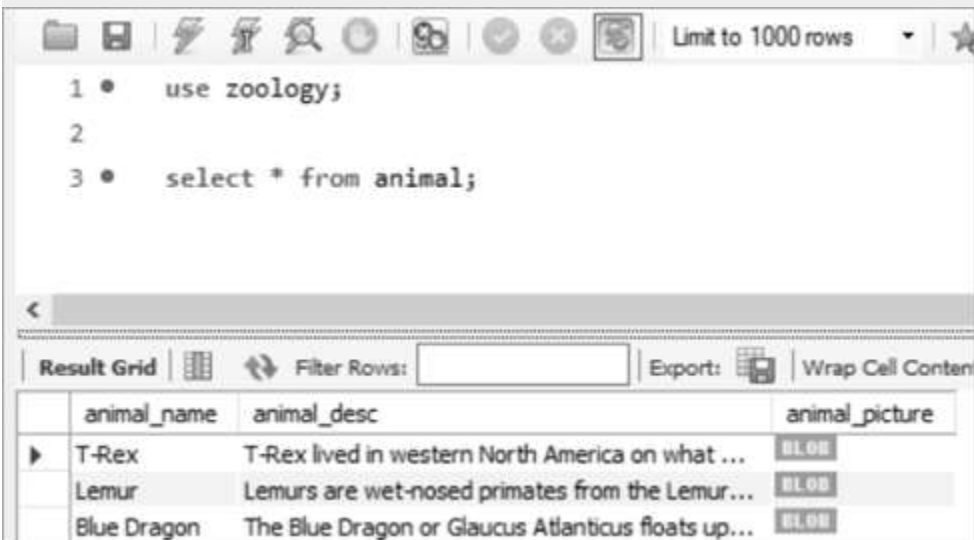 Limit to 1000 rows
1 use zoology;
2
3 select * from animal;
Result Grid Filter Rows: Export: Wrap Cell Conten
animal_name animal_desc animal_picture
T-Rex T-Rex lived in western North America on what ... BLOB
Lemur Lemurs are wet-nosed primates from the Lemur... BLOB
Blue Dragon The Blue Dragon or Glaucus Atlanticus floats up... BLOB